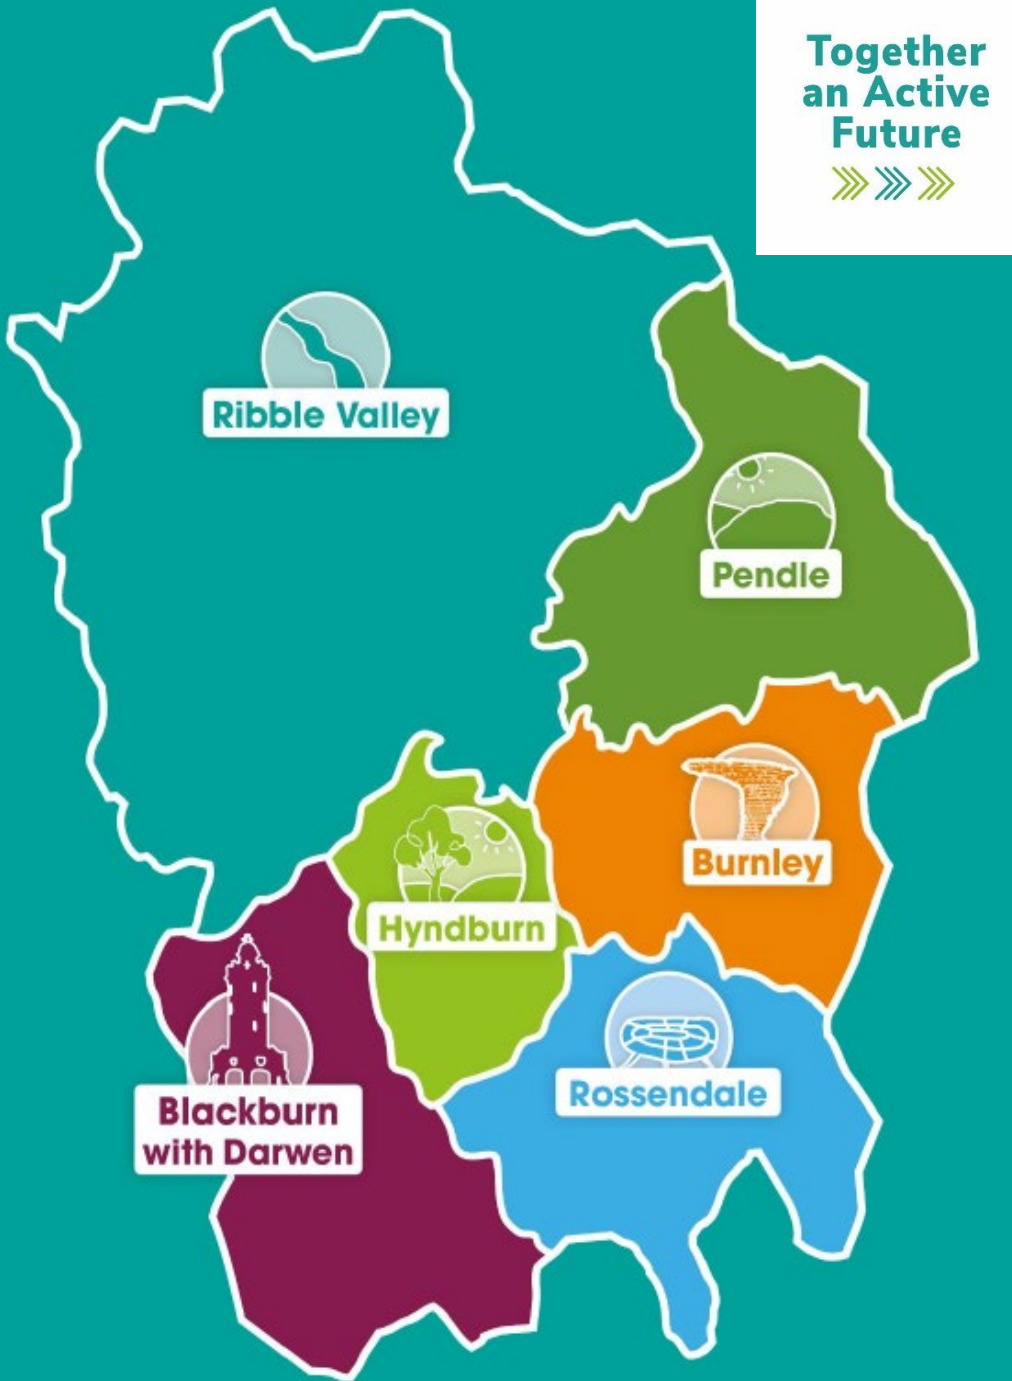 Together
an Active
Future
Ribble Valley
Pendle
Burnley
Hyndburn
Rossendale
Blackburn
with Darwen